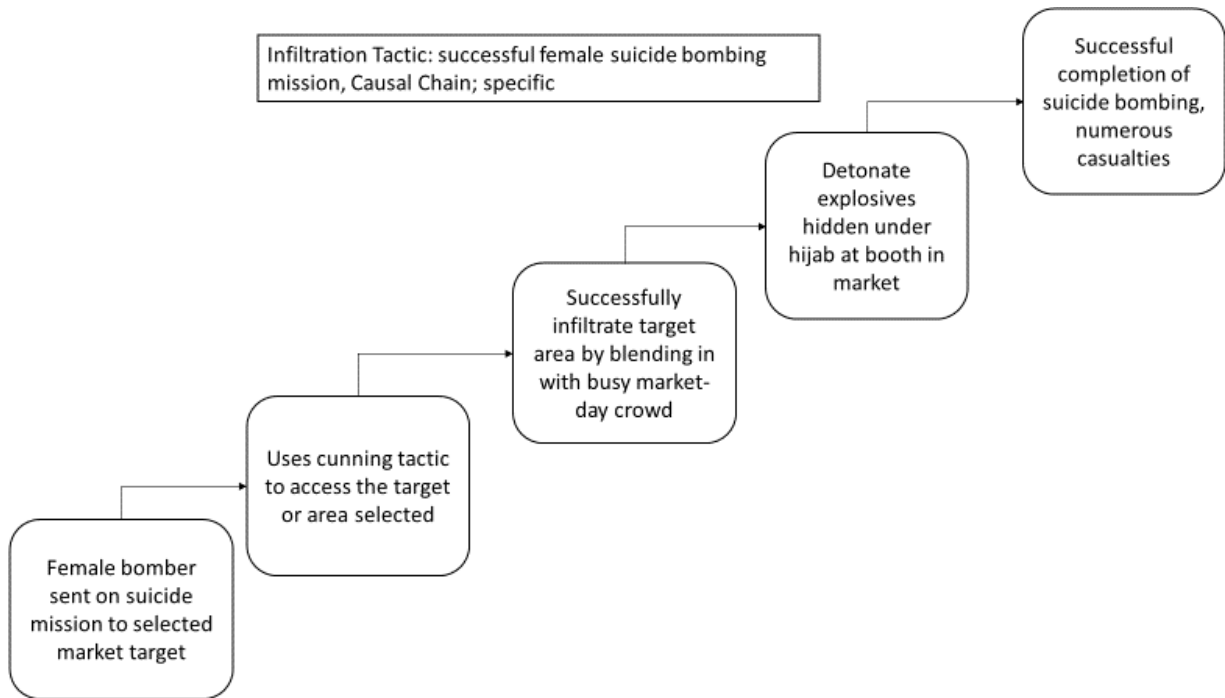 Infiltration Tactic: successful female suicide bombing
mission, Causal Chain; specific
Female bomber
sent on suicide
mission to selected
market target
Uses cunning tactic
to access the target
or area selected
Successfully
infiltrate target
area by blending in
with busy market-
day crowd
Detonate
explosives
hidden under
hijab at booth in
market
Successful
completion of
suicide bombing,
numerous
casualties